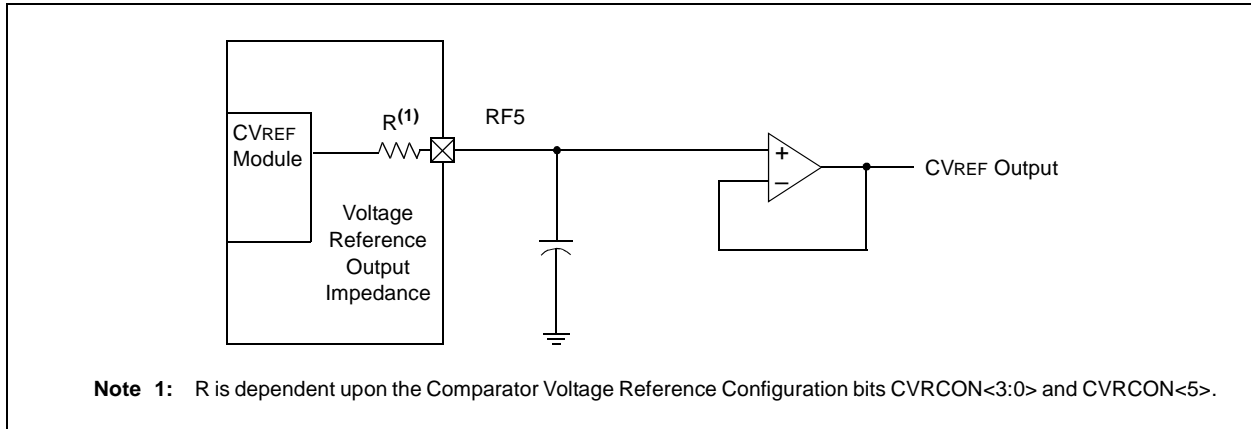 CVREF
Module
R(1)
RF5
+
–
CVREF Output
Voltage
Reference
Output
Impedance
Note 1: R is dependent upon the Comparator Voltage Reference Configuration bits CVRCON<3:0> and CVRCON<5>.